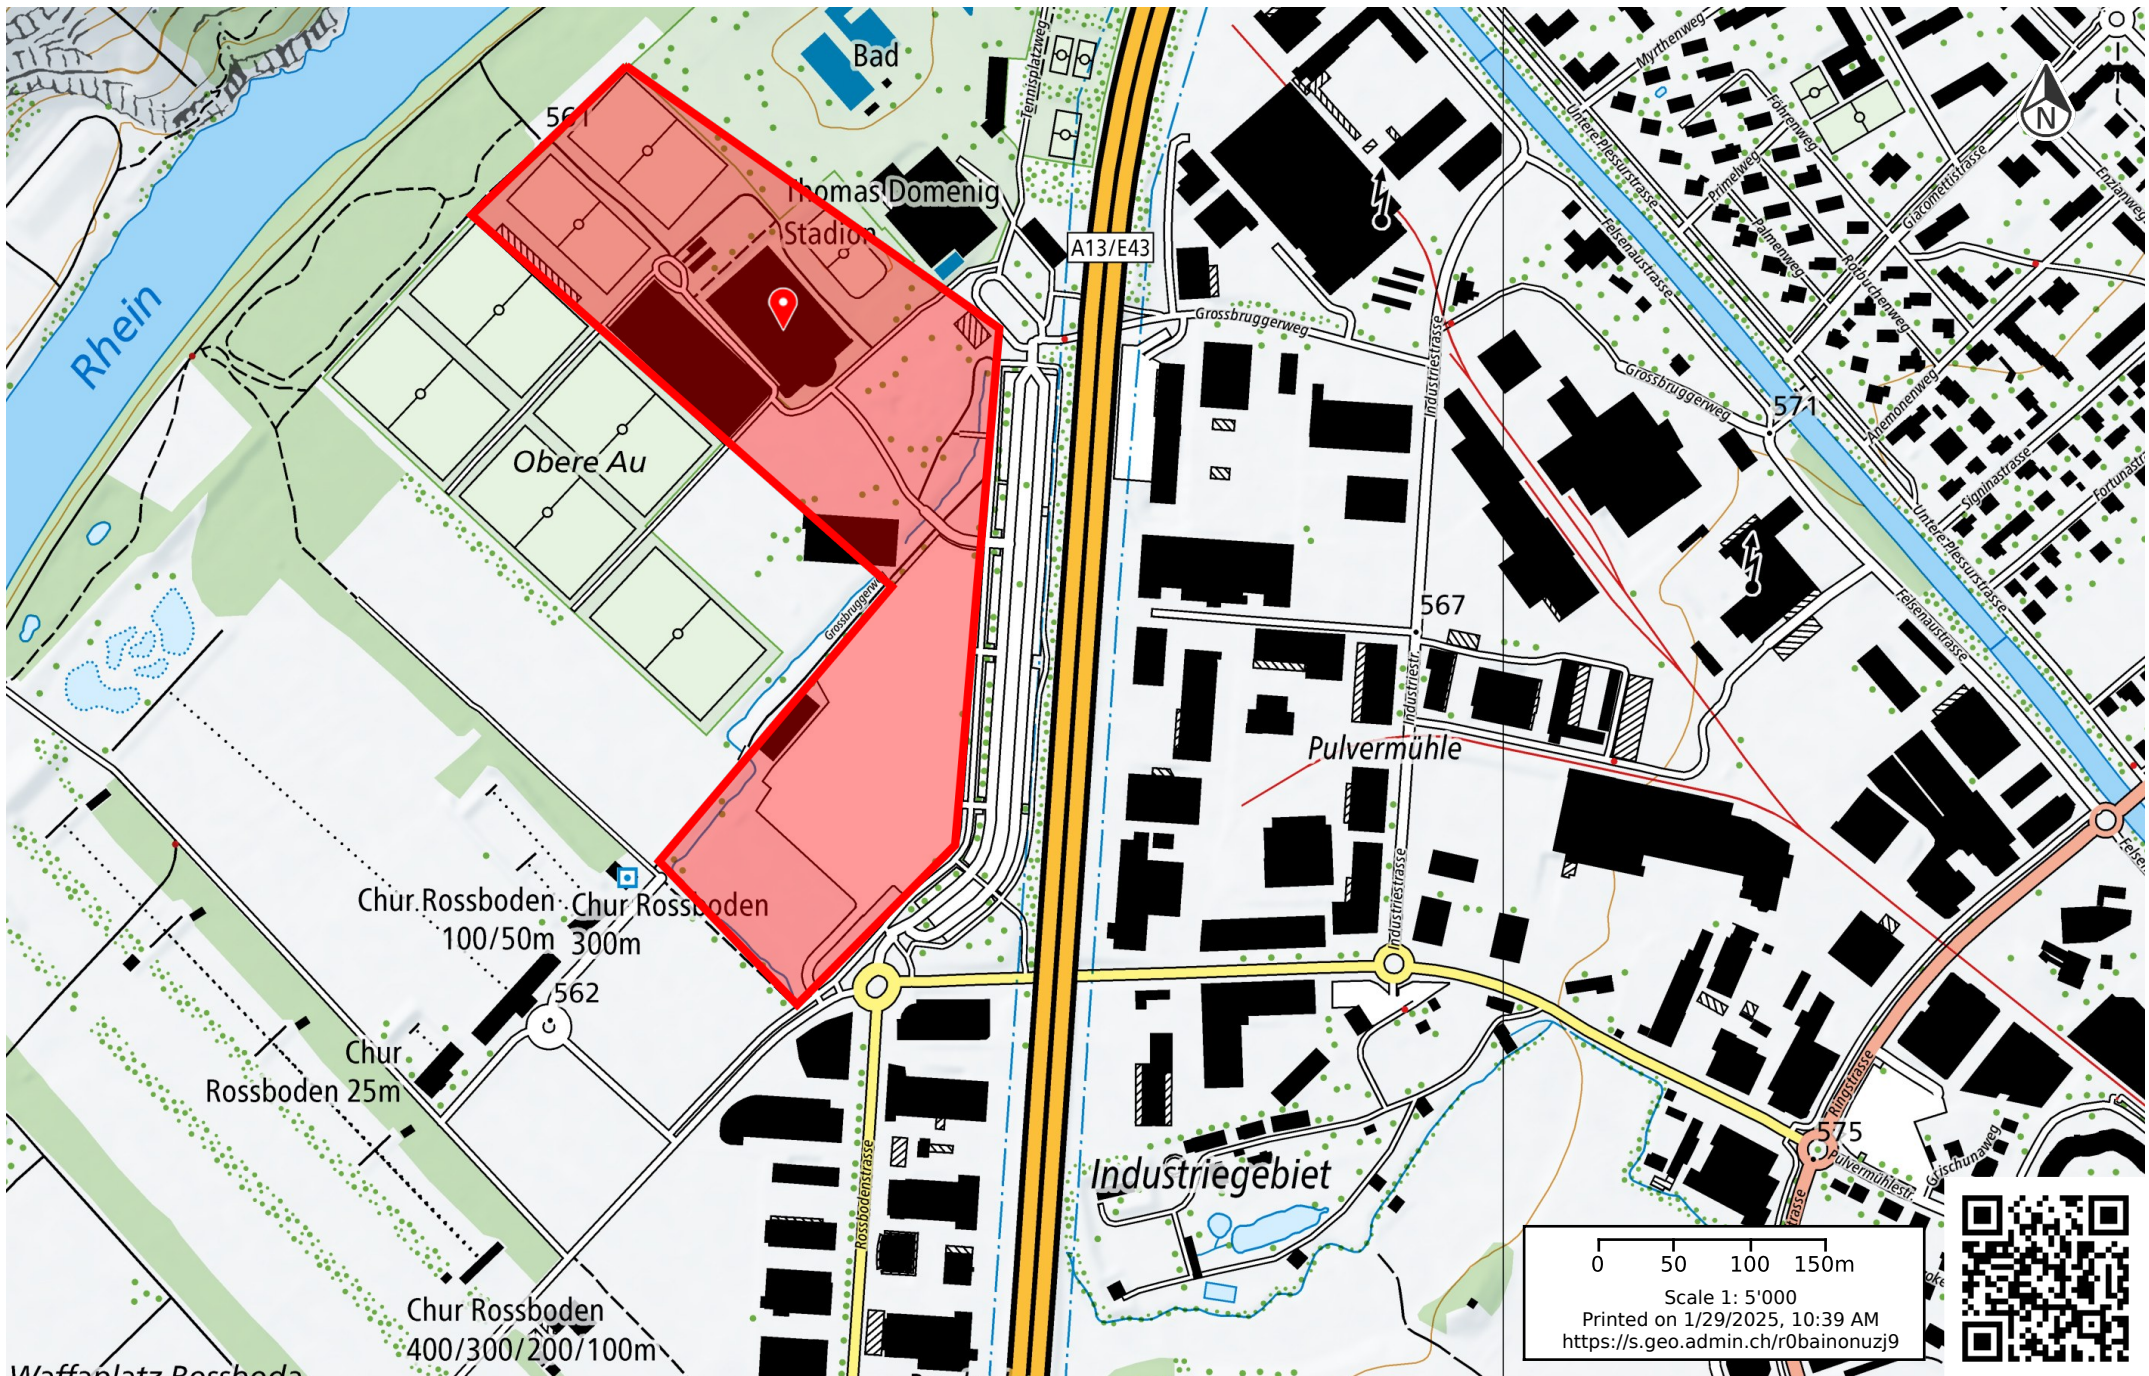 Bad
Tennisplatzweg
Myrthenweg
Föhrenweg
Untere Plessurstrasse
Primelweg
Giacomettistrasse
Enzianweg
N
561
Thomas Domenig
Stadion
A13/E43
Palmenweg
Felsenaustrasse
Rotbuchenweg
Rhein
Grossbruggerweg
Industriestrasse
Grossbruggerweg
571
Anemonenweg
Obere Au
Signinastrasse
Untere Plessurstrasse
Felsenaustrasse
567
Industriestr.
Pulvermühle
Industriestrasse
Chur Rossboden
100/50m
Chur Rossboden
300m
562
Chur
Rossboden 25m
Rossbodenstrasse
Industriegebiet
Ringstrasse
575
Pulvermühlestr.
Grischunaweg
Chur Rossboden
400/300/200/100m
0 50 100 150m
Scale 1: 5'000
Printed on 1/29/2025, 10:39 AM
https://s.geo.admin.ch/r0bainonuzj9